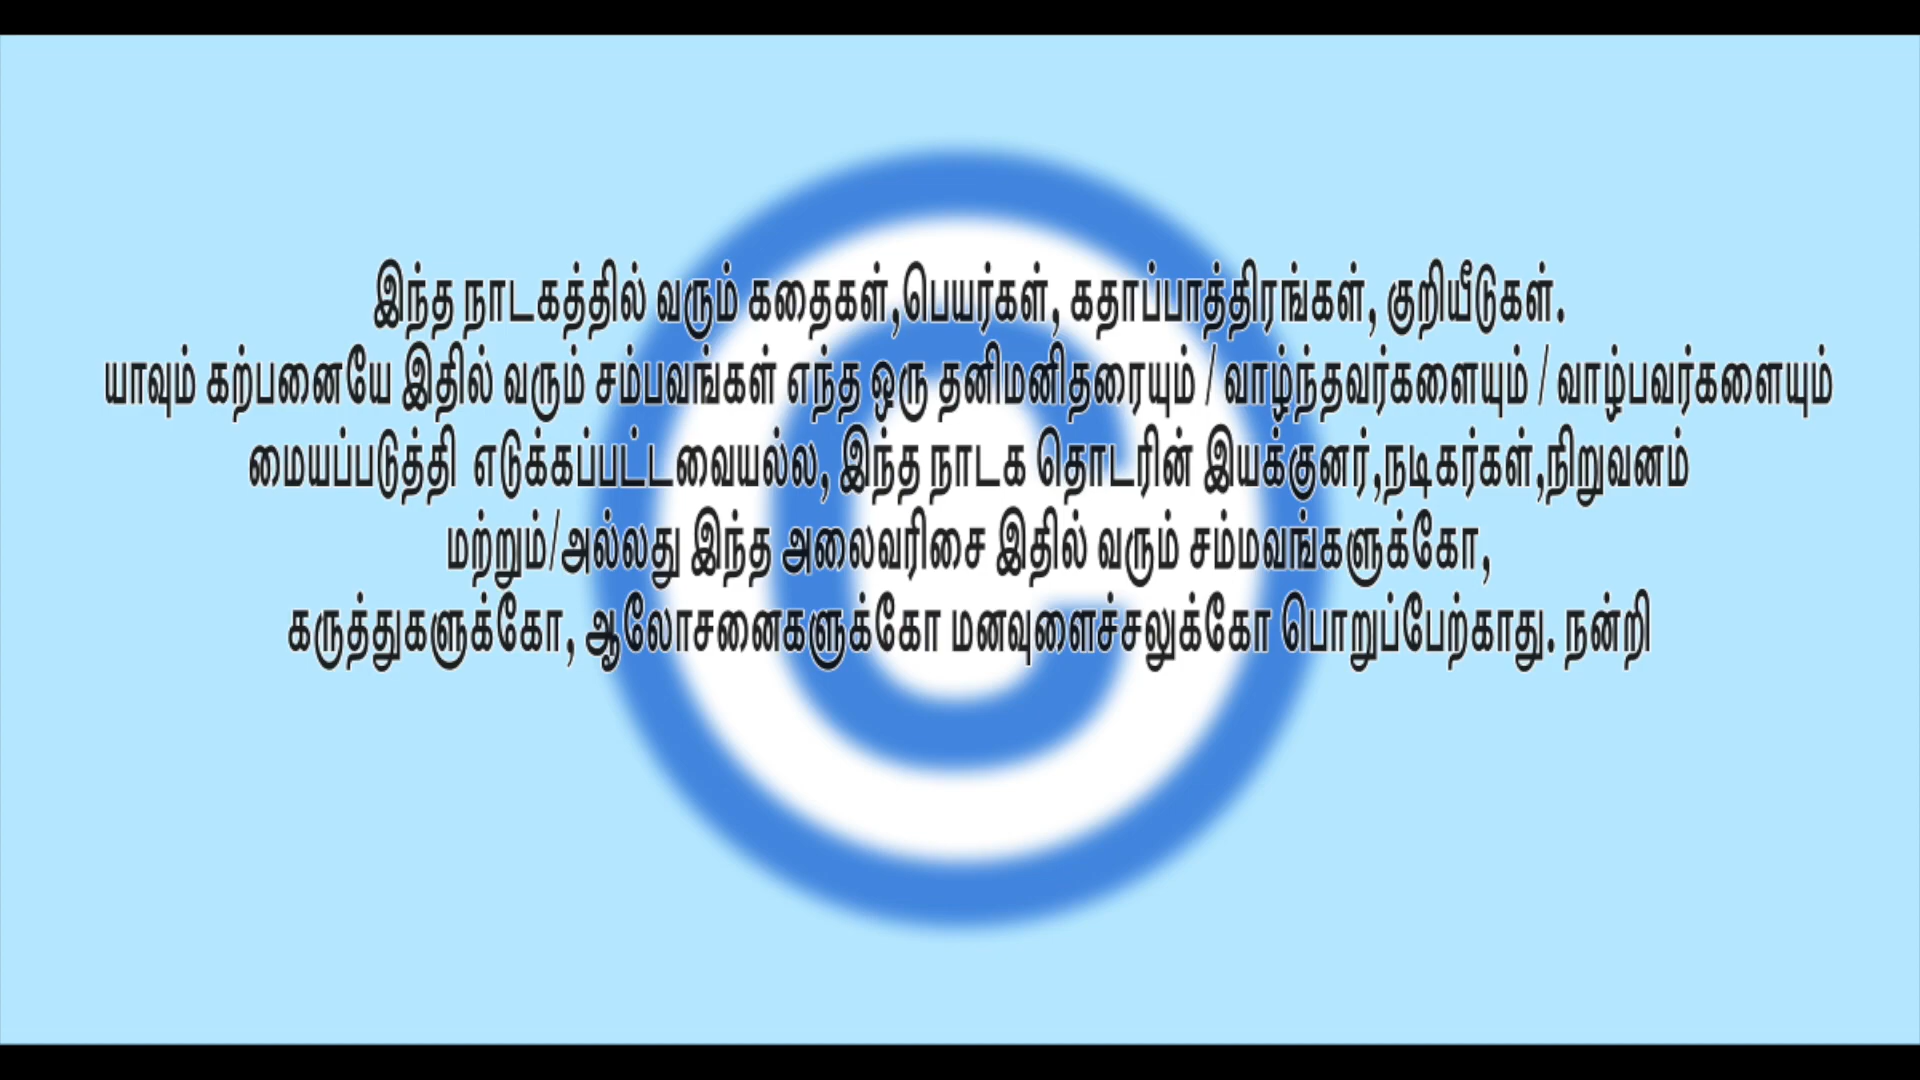 இந்த நாடகத்தில் வரும் கதைகள்,பெயர்கள், கதாப்பாத்திரங்கள், குறியீடுகள்.
யாவும் கற்பனையே இதில் வரும் சம்பவங்கள் எந்த ஒரு தனிமனிதரையும் / வாழ்ந்தவர்களையும் / வாழ்பவர்களையும்
மையப்படுத்தி எடுக்கப்பட்டவையல்ல, இந்த நாடக தொடரின் இயக்குனர்,நடிகர்கள்,நிறுவனம்
மற்றும்/அல்லது இந்த அலைவரிசை இதில் வரும் சம்மவங்களுக்கோ,
கருத்துகளுக்கோ, ஆலோசனைகளுக்கோ மனவுளைச்சலுக்கோ பொறுப்பேற்காது. நன்றி